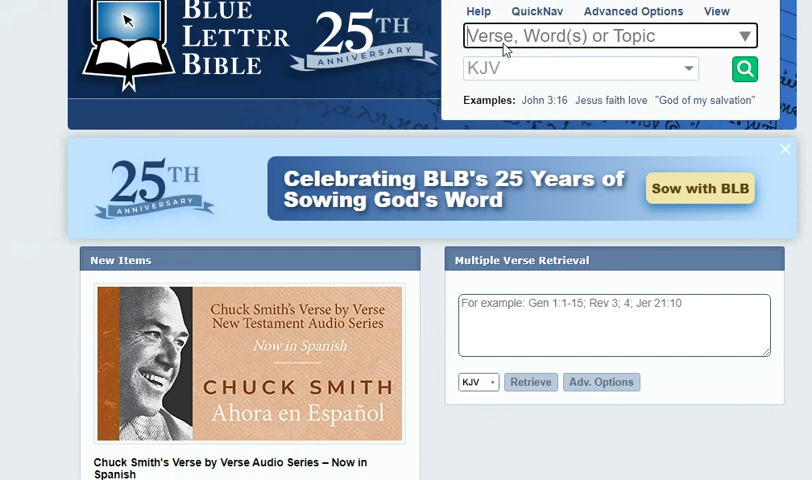 BLUE
LETTER
BIBLE
25TH
ANNIVERSARY
Help QuickNav Advanced Options View
Verse, Word(s) or Topic
KJV
Examples: John 3:16 Jesus faith love "God of my salvation"
25TH
ANNIVERSARY
Celebrating BLB's 25 Years of
Sowing God's Word
Sow with BLB
New Items
Chuck Smith's Verse by Verse
New Testament Audio Series
Now in Spanish
CHUCK SMITH
Ahora en Español
Chuck Smith's Verse by Verse Audio Series – Now in
Spanish
Multiple Verse Retrieval
For example: Gen 1:1-15; Rev 3; 4; Jer 21:10
KJV Retrieve Adv. Options